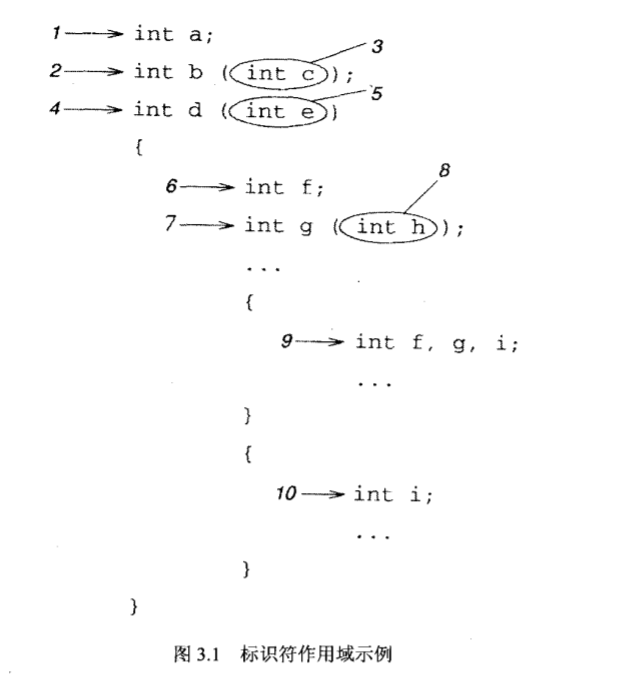 1 int a; 3
2 int b (int c); 5
4 int d (int e)
{
8
6 int f;
7 int g (int h);
...
{
9 int f, g, i;
...
}
{
10 int i;
...
}
}
图 3.1 标识符作用域示例